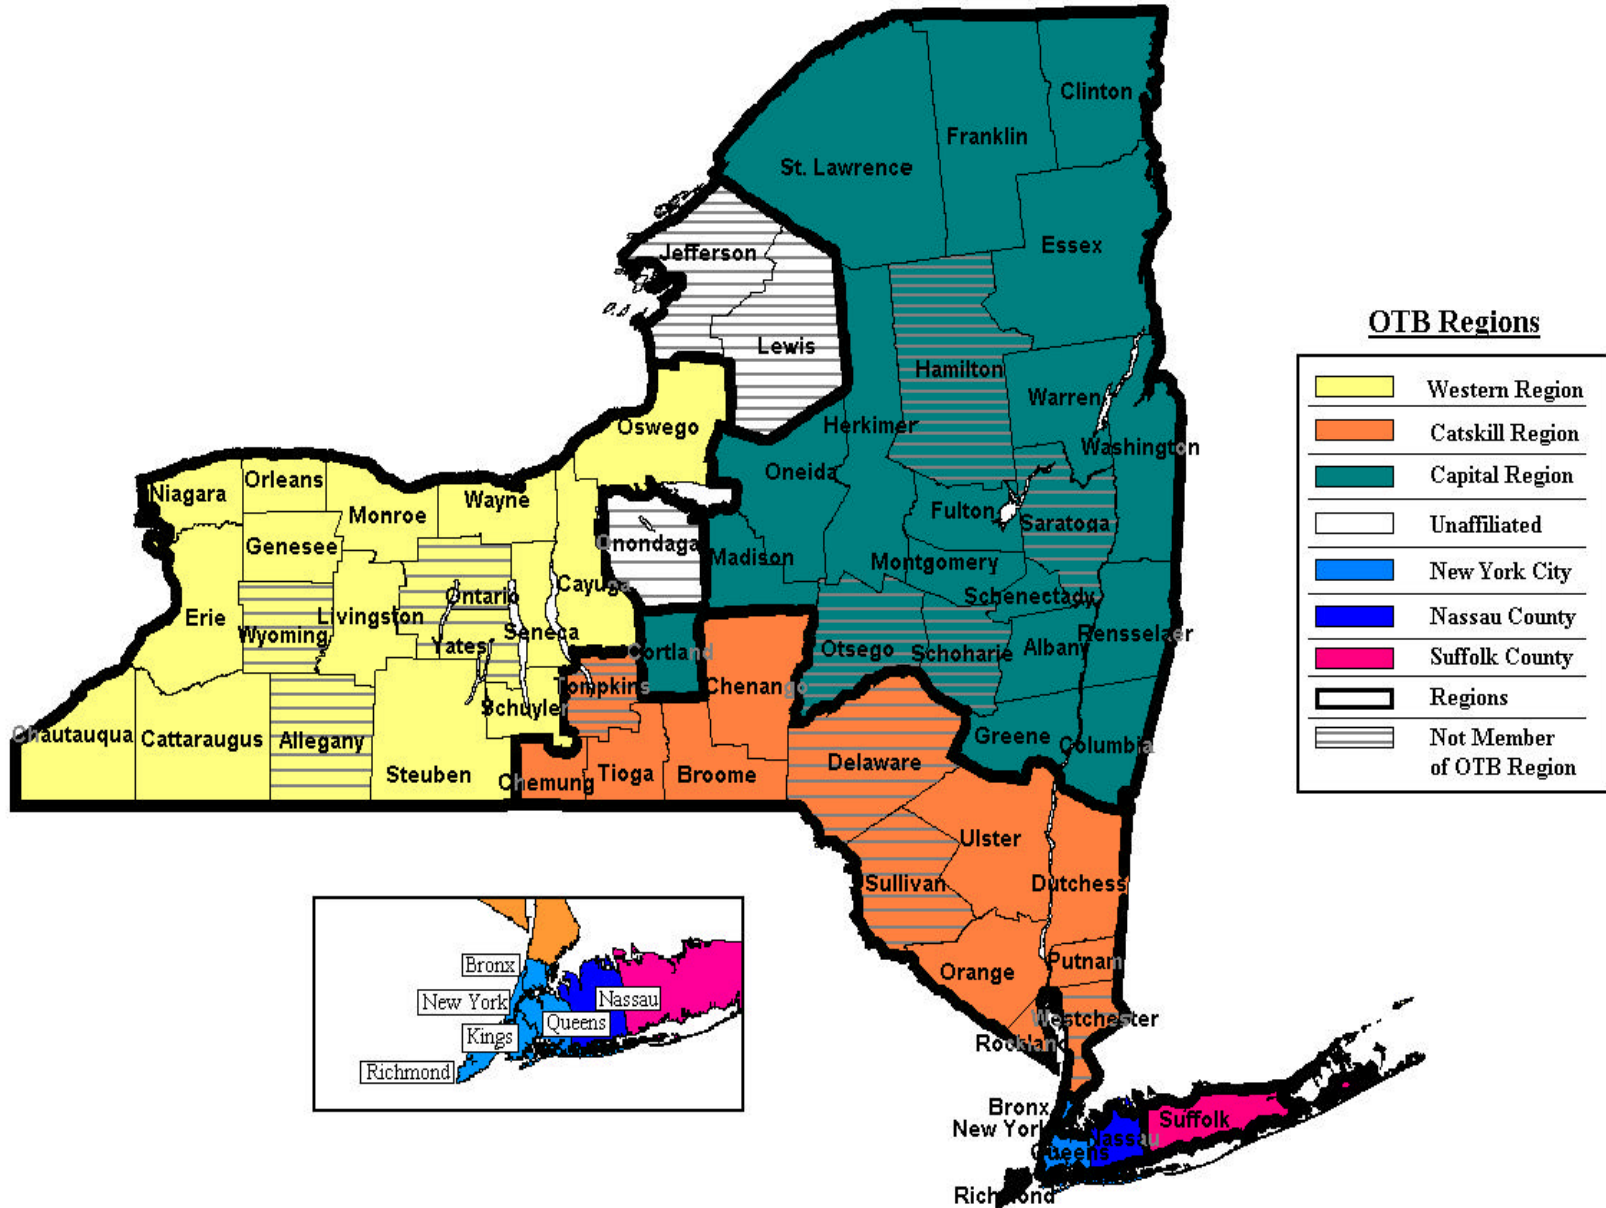 Clinton
Franklin
St. Lawrence
Essex
Jefferson
Lewis
Hamilton
Warren
Herkimer
Washington
Oswego
Oneida
Niagara
Orleans
Wayne
Monroe
Fulton
Saratoga
Genesee
Onondaga
Madison
Montgomery
Cayuga
Ontario
Schenectady
Erie
Livingston
Wyoming
Seneca
Yates
Cortland
Otsego
Schoharie
Albany
Rensselaer
Tompkins
Chenango
Schuyler
Chautauqua
Cattaraugus
Allegany
Greene
Columbia
Steuben
Chemung
Tioga
Broome
Delaware
Ulster
Sullivan
Dutchess
Orange
Putnam
Westchester
Rocklan
Bronx
New York
Queens
Nassau
Suffolk
Richmond
OTB Regions
Western Region
Catskill Region
Capital Region
Unaffiliated
New York City
Nassau County
Suffolk County
Regions
Not Member
of OTB Region
Bronx
New York
Nassau
Queens
Kings
Richmond